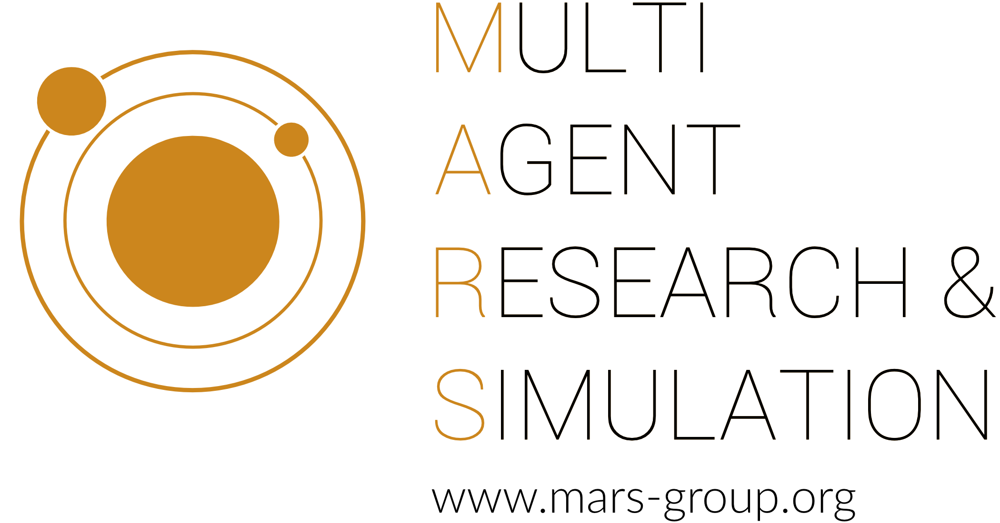 MULTI
AGENT
RESEARCH &
SIMULATION
www.mars-group.org